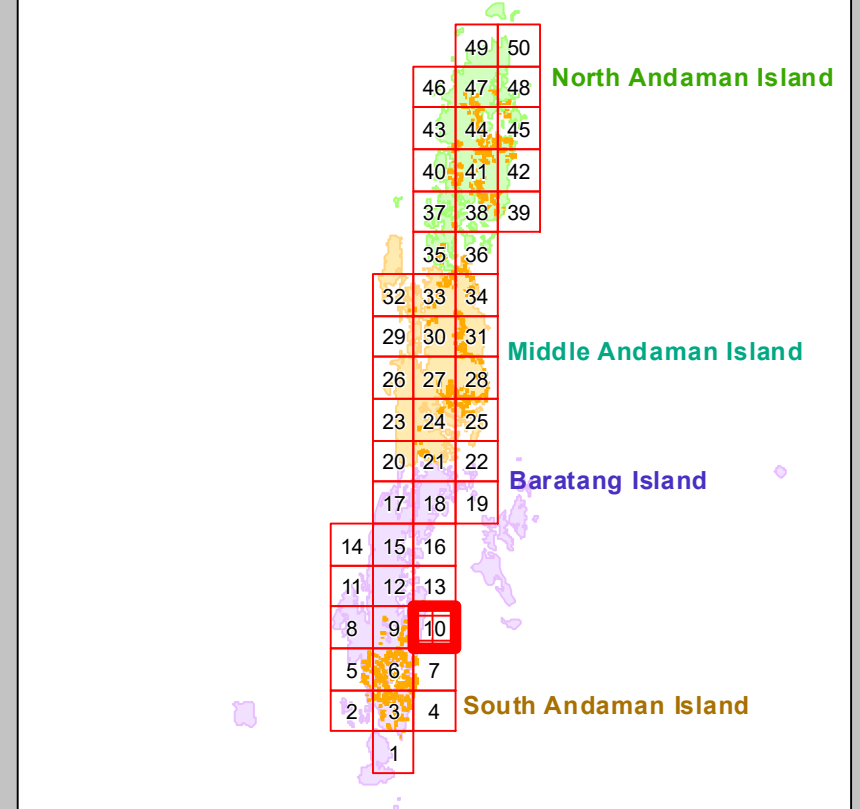 49 50
North Andaman Island
46 47 48
43 44 45
40 41 42
37 38 39
35 36
32 33 34
29 30 31
Middle Andaman Island
26 27 28
23 24 25
20 21 22
Baratang Island
17 18 19
14 15 16
11 12 13
8 9 10
5 6 7
South Andaman Island
2 3 4
1